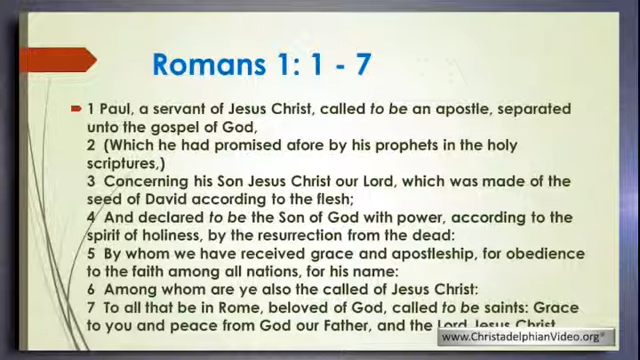 Romans 1: 1 - 7
1 Paul, a servant of Jesus Christ, called to be an apostle, separated
unto the gospel of God,
2 (Which he had promised afore by his prophets in the holy
scriptures,)
3 Concerning his Son Jesus Christ our Lord, which was made of the
seed of David according to the flesh;
4 And declared to be the Son of God with power, according to the
spirit of holiness, by the resurrection from the dead:
5 By whom we have received grace and apostleship, for obedience
to the faith among all nations, for his name:
6 Among whom are ye also the called of Jesus Christ:
7 To all that be in Rome, beloved of God, called to be saints: Grace
to you and peace from God our Father, and the Lord Jesus Christ
www.ChristadelphianVideo.org